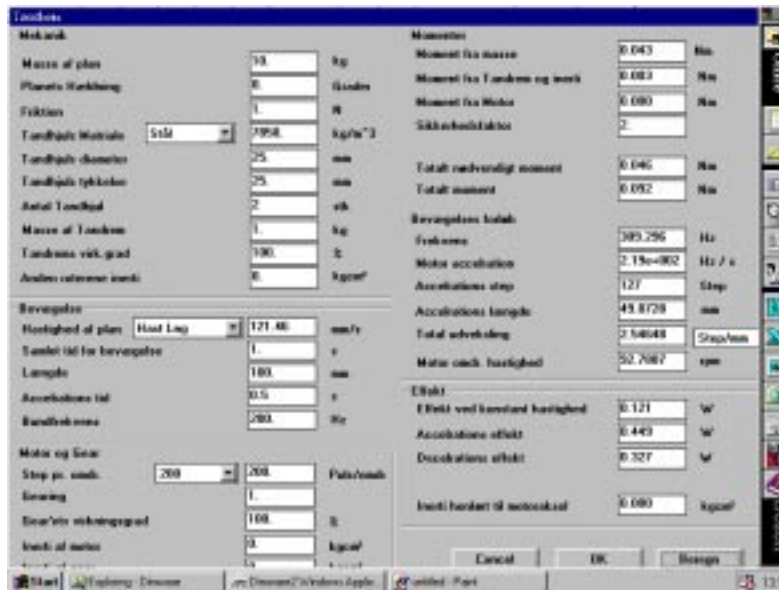 Tandrem
Mekanik
Masse af plan 10. kg
Planets Hældning 0. Grader
Friktion 1. N
Tandhjuls Matriale Stål 7850. kg/m^3
Tandhjuls diameter 25. mm
Tandhjuls tykkelse 25. mm
Antal Tandhjul 2 stk
Masse af Tandrem 1. kg
Tandrems virk.grad 100. %
Anden roterene inerti 0. kgcm²
Bevægelse
Hastighed af plan 121.46 mm/s
Samlet tid for bevægelse 1. s
Længde 100. mm
Accelerations tid 0.5 s
Bundfrekvens 200. Hz
Motor og Gear
Step pr. omdr. 200 200. Puls/omdr
Gearing 1.
Gear'ets virkningsgrad 100. %
Inerti af motor 0. kgcm²
Momenter
Moment fra masse 0.043 Nm
Moment fra Tandrem og inerti 0.003 Nm
Moment fra Motor 0.000 Nm
Sikkerhedsfaktor 2.
Totalt nødvendigt moment 0.046 Nm
Totalt moment 0.092 Nm
Bevægelses forløb
Frekvens 309.296 Hz
Motor acceleration 2.19e+002 Hz / s
Accelerations step 127 Step
Accelerations længde 49.8728 mm
Total udveksling 2.54648 Step/mm
Motor omdr. hastighed 92.7887 rpm
Effekt
Effekt ved konstant hastighed 0.121 W
Accelerations effekt 0.449 W
Decelerations effekt 0.327 W
Inerti henført til motoraksel 0.000 kgcm²
Cancel OK Beregn
Start Exploring - Dimwave untitled - Paint